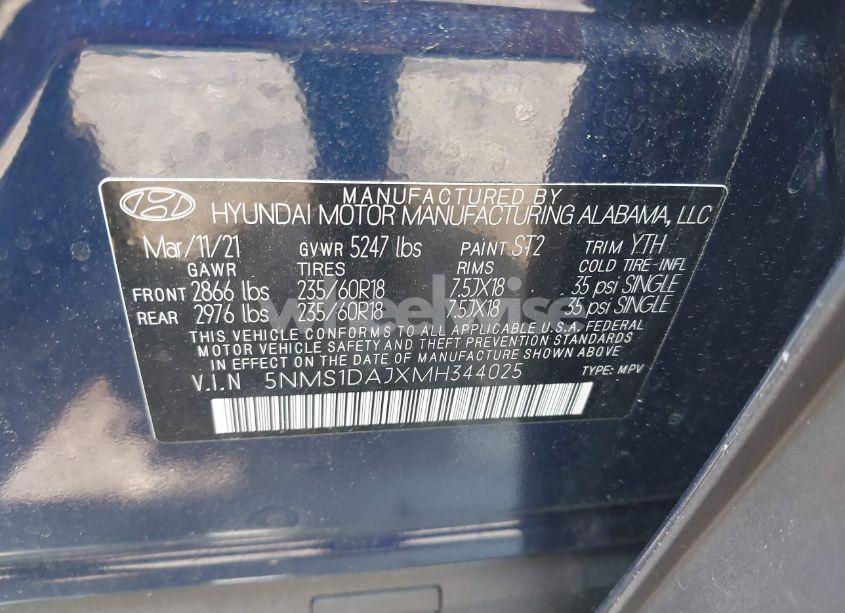 MANUFACTURED BY
HYUNDAI MOTOR MANUFACTURING ALABAMA, LLC
Mar/11/21 GVWR 5247 lbs PAINT ST2 TRIM YTH
GAWR TIRES RIMS COLD TIRE-INFL
FRONT 2866 lbs 235/60R18 7.5JX18 35 psi SINGLE
REAR 2976 lbs 235/60R18 7.5JX18 35 psi SINGLE
wheelwise
THIS VEHICLE CONFORMS TO ALL APPLICABLE U.S.A. FEDERAL
MOTOR VEHICLE SAFETY AND THEFT PREVENTION STANDARDS
IN EFFECT ON THE DATE OF MANUFACTURE SHOWN ABOVE.
V.I.N 5NMS1DAJXMH344025 TYPE: MPV